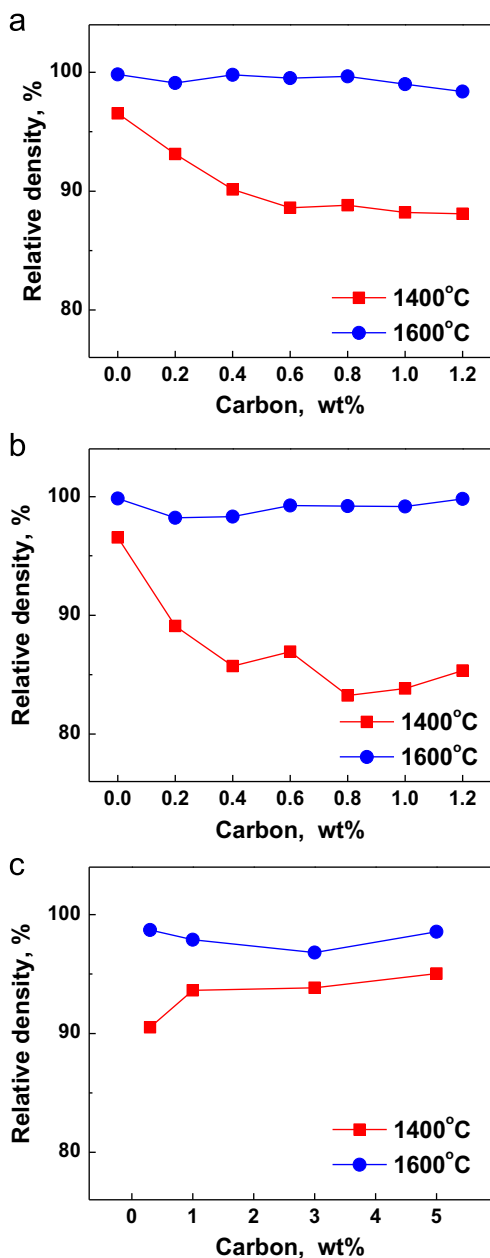 a
100
90
80
Relative density, %
1400°C
1600°C
0.0 0.2 0.4 0.6 0.8 1.0 1.2
Carbon, wt%
b
100
90
80
Relative density, %
1400°C
1600°C
0.0 0.2 0.4 0.6 0.8 1.0 1.2
Carbon, wt%
c
100
90
80
Relative density, %
1400°C
1600°C
0 1 2 3 4 5
Carbon, wt%